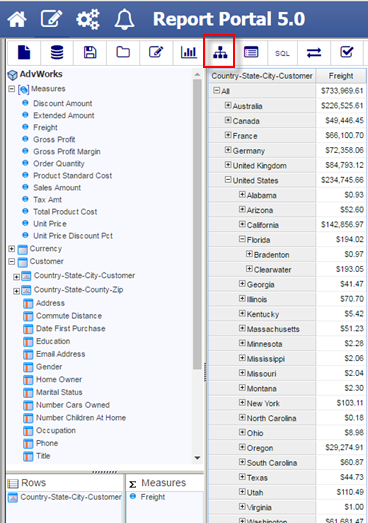 Report Portal 5.0
SQL
AdvWorks
Measures
Discount Amount
Extended Amount
Freight
Gross Profit
Gross Profit Margin
Order Quantity
Product Standard Cost
Sales Amount
Tax Amt
Total Product Cost
Unit Price
Unit Price Discount Pct
Currency
Customer
Country-State-City-Customer
Country-State-County-Zip
Address
Commute Distance
Date First Purchase
Education
Email Address
Gender
Home Owner
Marital Status
Number Cars Owned
Number Children At Home
Occupation
Phone
Title
Rows
Country-State-City-Customer
Σ Measures
Freight
Country-State-City-Customer Freight
All $733,969.61
Australia $226,525.61
Canada $49,446.45
France $66,100.70
Germany $72,358.06
United Kingdom $84,793.12
United States $234,745.66
Alabama $0.93
Arizona $52.60
California $142,856.97
Florida $194.02
Bradenton $0.97
Clearwater $193.05
Georgia $41.47
Illinois $70.70
Kentucky $5.42
Massachusetts $51.23
Minnesota $2.28
Mississippi $2.06
Missouri $2.04
Montana $2.30
New York $103.11
North Carolina $0.18
Ohio $8.98
Oregon $29,274.91
South Carolina $60.87
Texas $44.73
Utah $110.49
Virginia $1.00
Washington $61,681.47